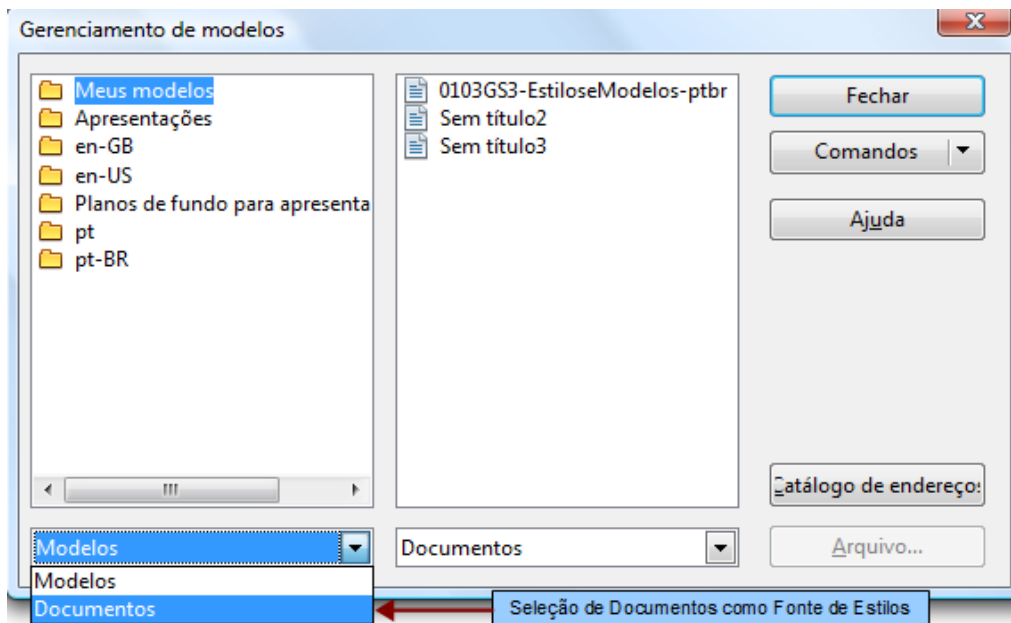 Gerenciamento de modelos
Meus modelos
Apresentações
en-GB
en-US
Planos de fundo para apresenta
pt
pt-BR
0103GS3-EstiloseModelos-ptbr
Sem título2
Sem título3
Fechar
Comandos
Ajuda
Catálogo de endereços
Modelos
Documentos
Arquivo...
Modelos
Documentos
Seleção de Documentos como Fonte de Estilos